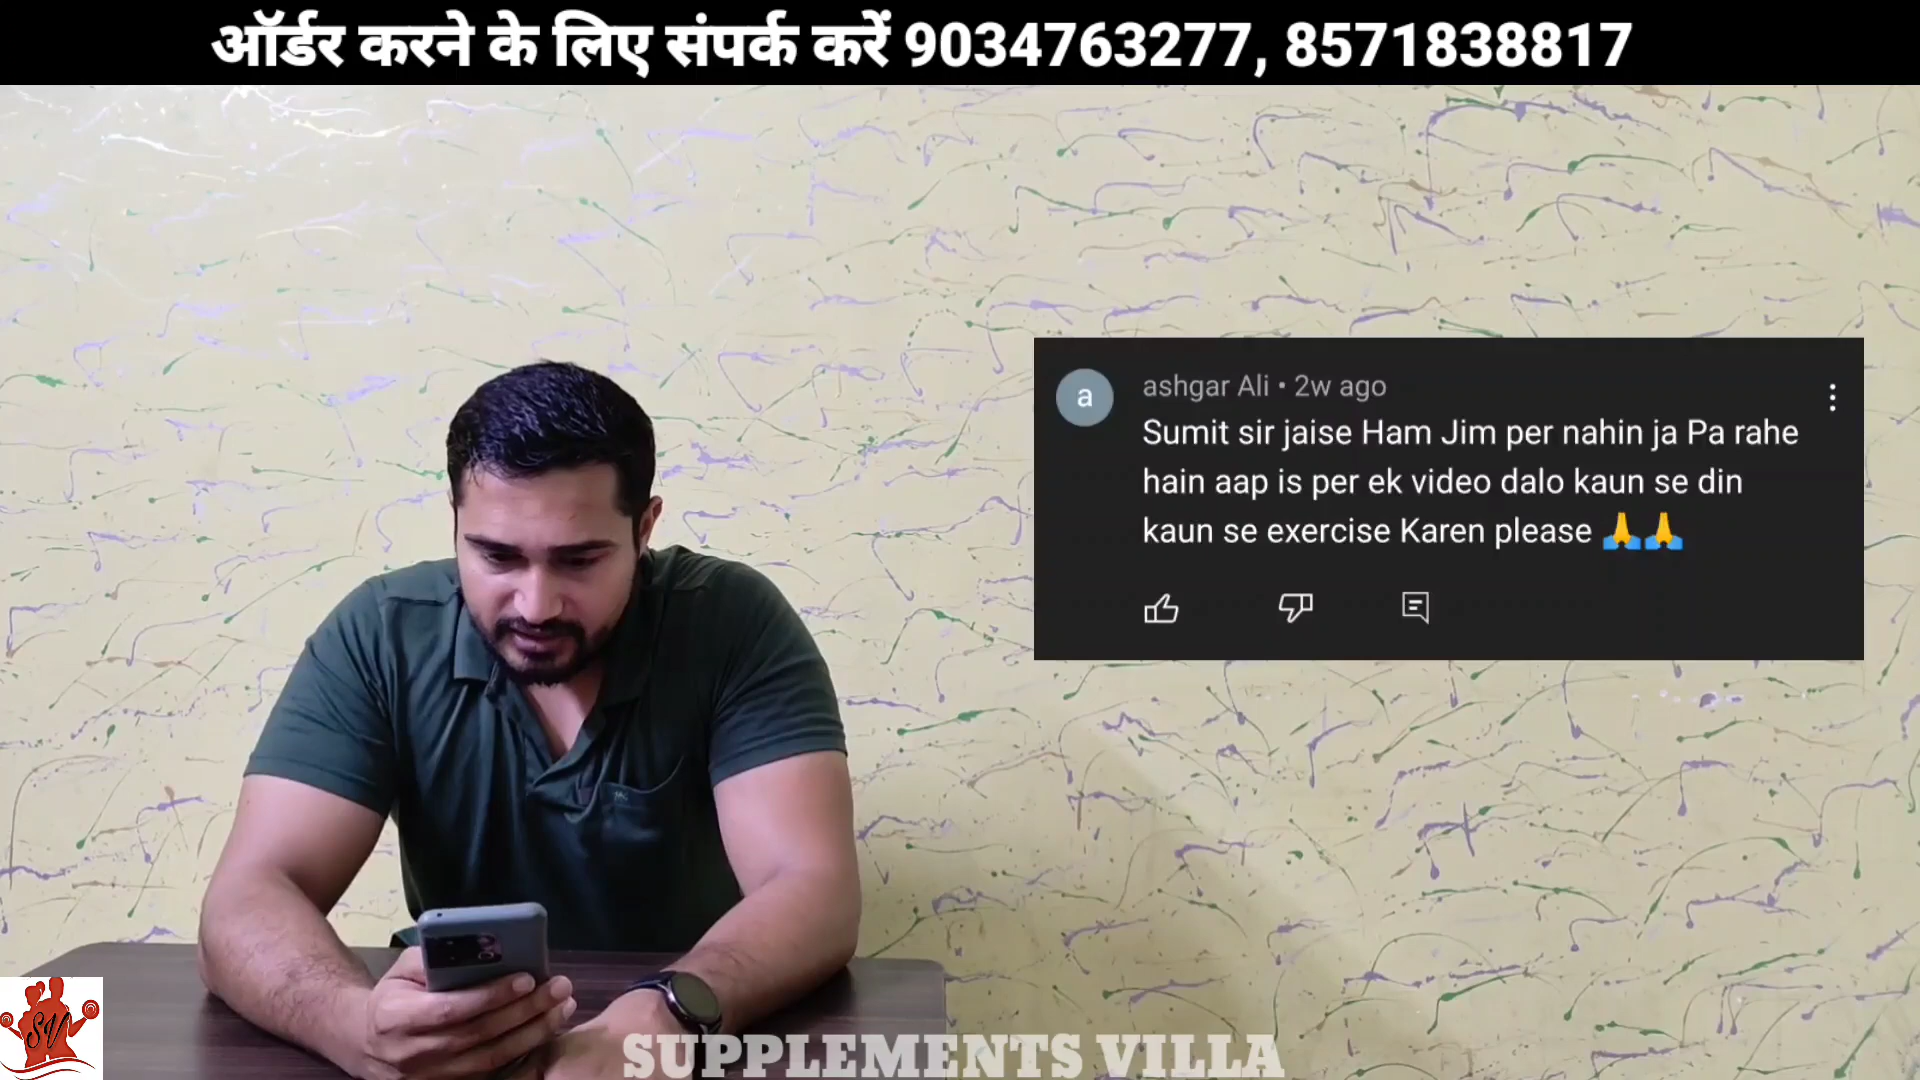 ऑर्डर करने के लिए संपर्क करें 9034763277, 8571838817
a
ashgar Ali • 2w ago
Sumit sir jaise Ham Jim per nahin ja Pa rahe
hain aap is per ek video dalo kaun se din
kaun se exercise Karen please 🙏🙏
SV
SUPPLEMENTS VILLA